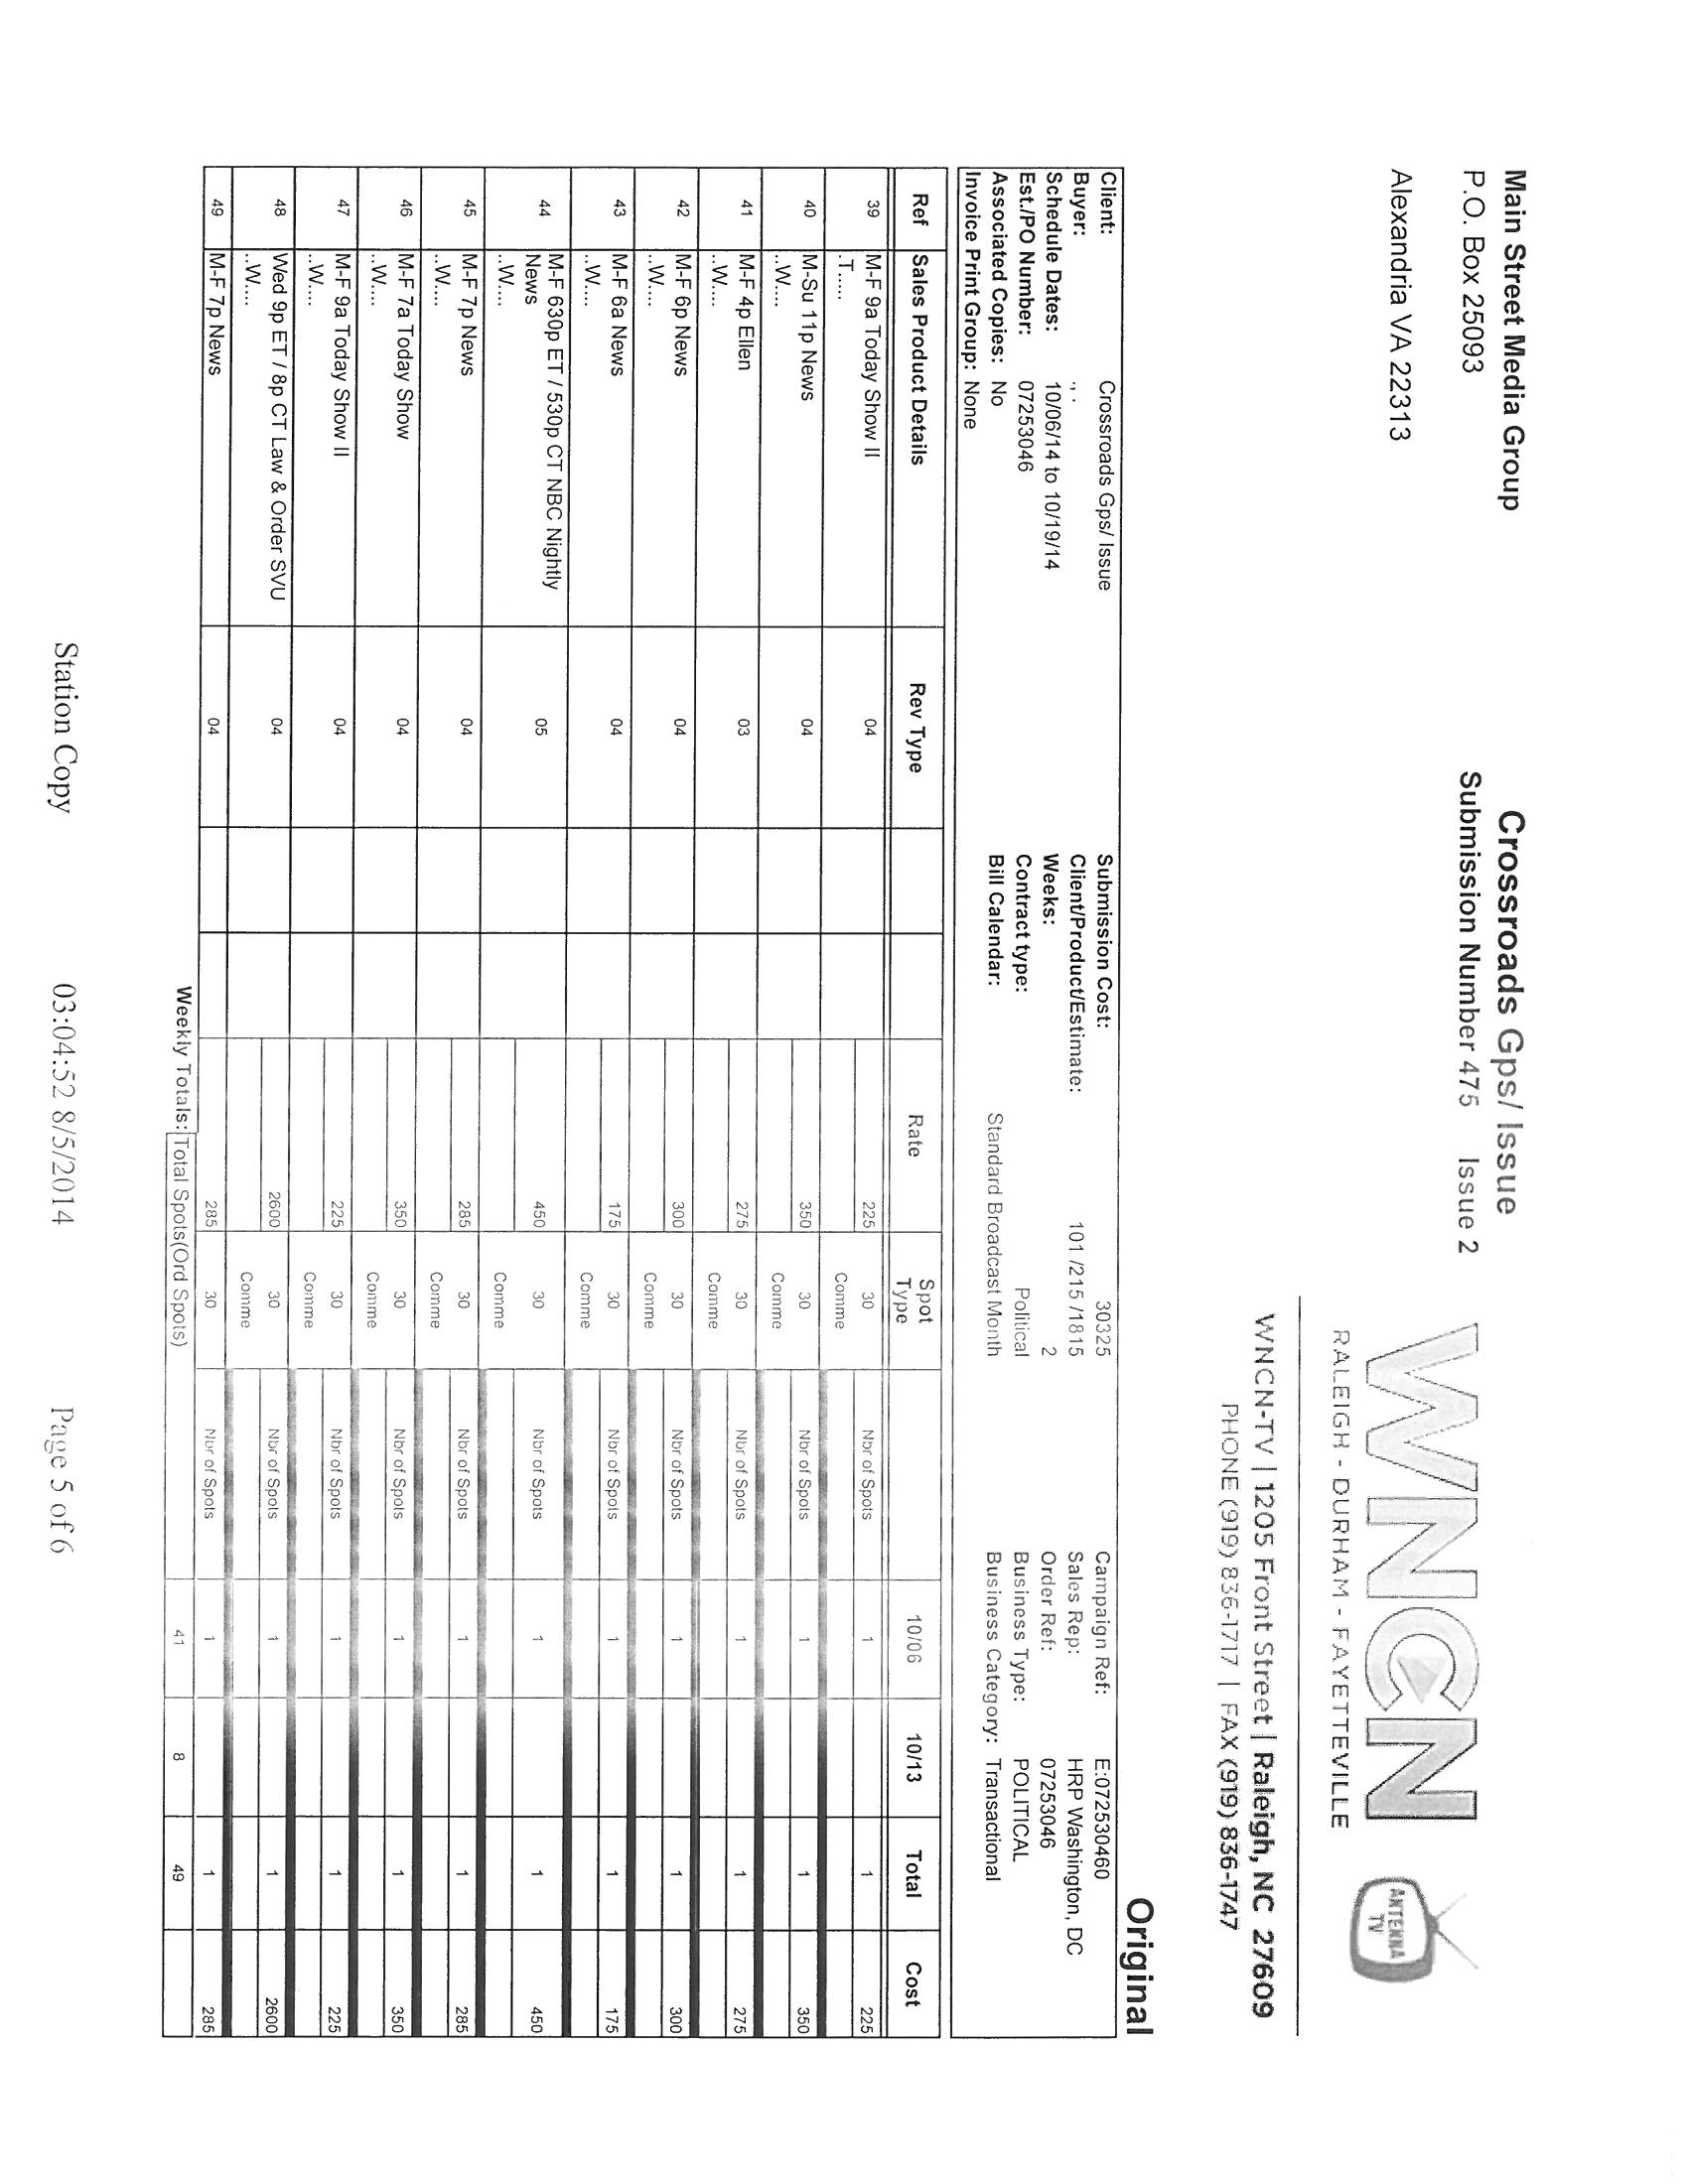 Main Street Media Group
P.O. Box 25093
Alexandria VA 22313
Crossroads Gps/ Issue
Submission Number 475 Issue 2
WNCN
RALEIGH - DURHAM - FAYETTEVILLE
ANTENNA
TV
WNCN-TV | 1205 Front Street | Raleigh, NC 27609
PHONE (919) 836-1717 | FAX (919) 836-1747
Original
Client: Crossroads Gps/ Issue Submission Cost: 30325 Campaign Ref: E:072530460
Buyer: ., . Client/Product/Estimate: 101 /215 /1815 Sales Rep: HRP Washington, DC
Schedule Dates: 10/06/14 to 10/19/14 Weeks: 2 Order Ref: 07253046
Est./PO Number: 07253046 Contract type: Political Business Type: POLITICAL
Associated Copies: No Bill Calendar: Standard Broadcast Month Business Category: Transactional
Invoice Print Group: None
Ref Sales Product Details Rev Type Rate Spot Type 10/06 10/13 Total Cost
39 M-F 9a Today Show II 04 225 30 Nbr of Spots 1 1 225
.T..... Comme
40 M-Su 11p News 04 350 30 Nbr of Spots 1 1 350
..W.... Comme
41 M-F 4p Ellen 03 275 30 Nbr of Spots 1 1 275
..W.... Comme
42 M-F 6p News 04 300 30 Nbr of Spots 1 1 300
..W.... Comme
43 M-F 6a News 04 175 30 Nbr of Spots 1 1 175
..W.... Comme
44 M-F 630p ET / 530p CT NBC Nightly 05 450 30 Nbr of Spots 1 1 450
News
..W.... Comme
45 M-F 7p News 04 285 30 Nbr of Spots 1 1 285
..W.... Comme
46 M-F 7a Today Show 04 350 30 Nbr of Spots 1 1 350
..W.... Comme
47 M-F 9a Today Show II 04 225 30 Nbr of Spots 1 1 225
..W.... Comme
48 Wed 9p ET / 8p CT Law & Order SVU 04 2600 30 Nbr of Spots 1 1 2600
..W.... Comme
49 M-F 7p News 04 285 30 Nbr of Spots 1 1 285
Weekly Totals: Total Spots(Ord Spots) 41 8 49
Station Copy 03:04:52 8/5/2014 Page 5 of 6